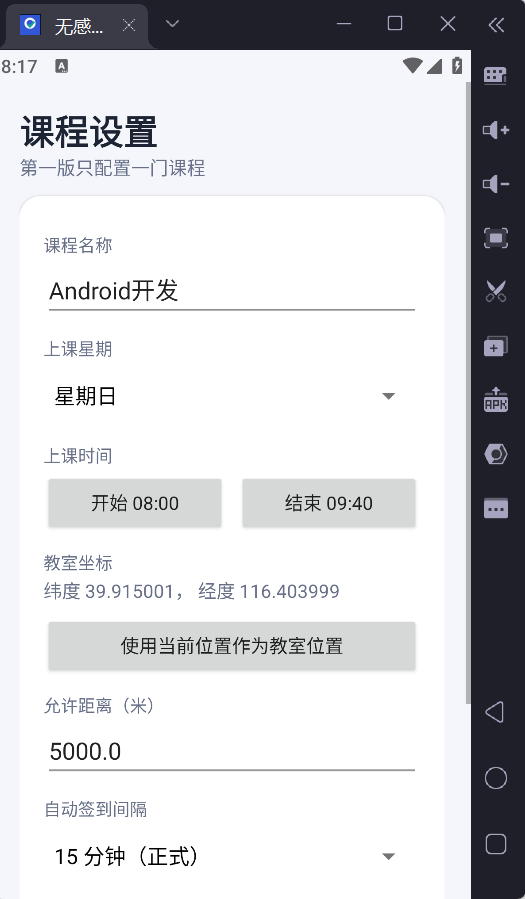 无感...
8:17
A
课程设置
第一版只配置一门课程
课程名称
Android开发
上课星期
星期日
上课时间
开始 08:00
结束 09:40
教室坐标
纬度 39.915001， 经度 116.403999
使用当前位置作为教室位置
允许距离（米）
5000.0
自动签到间隔
15 分钟（正式）
APK